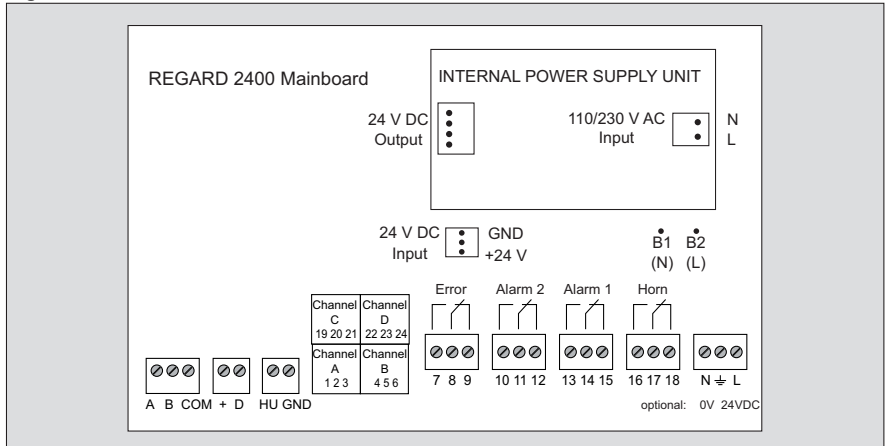 REGARD 2400 Mainboard
INTERNAL POWER SUPPLY UNIT
24 V DC
Output
110/230 V AC
Input
N
L
24 V DC
Input
GND
+24 V
B1
(N)
B2
(L)
Error
Alarm 2
Alarm 1
Horn
Channel
C
19 20 21
Channel
D
22 23 24
Channel
A
1 2 3
Channel
B
4 5 6
A B COM
+ D
HU GND
7 8 9
10 11 12
13 14 15
16 17 18
N ⏚ L
optional: 0V 24VDC